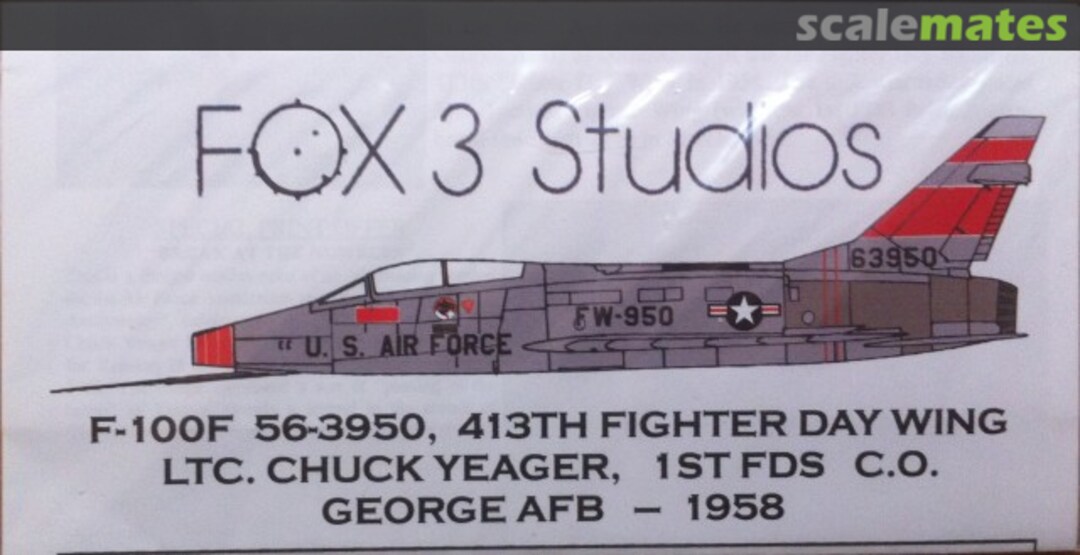 scalemates
FOX 3 Studios
63950
FW-950
U. S. AIR FORCE
F-100F 56-3950, 413TH FIGHTER DAY WING
LTC. CHUCK YEAGER, 1ST FDS C.O.
GEORGE AFB – 1958